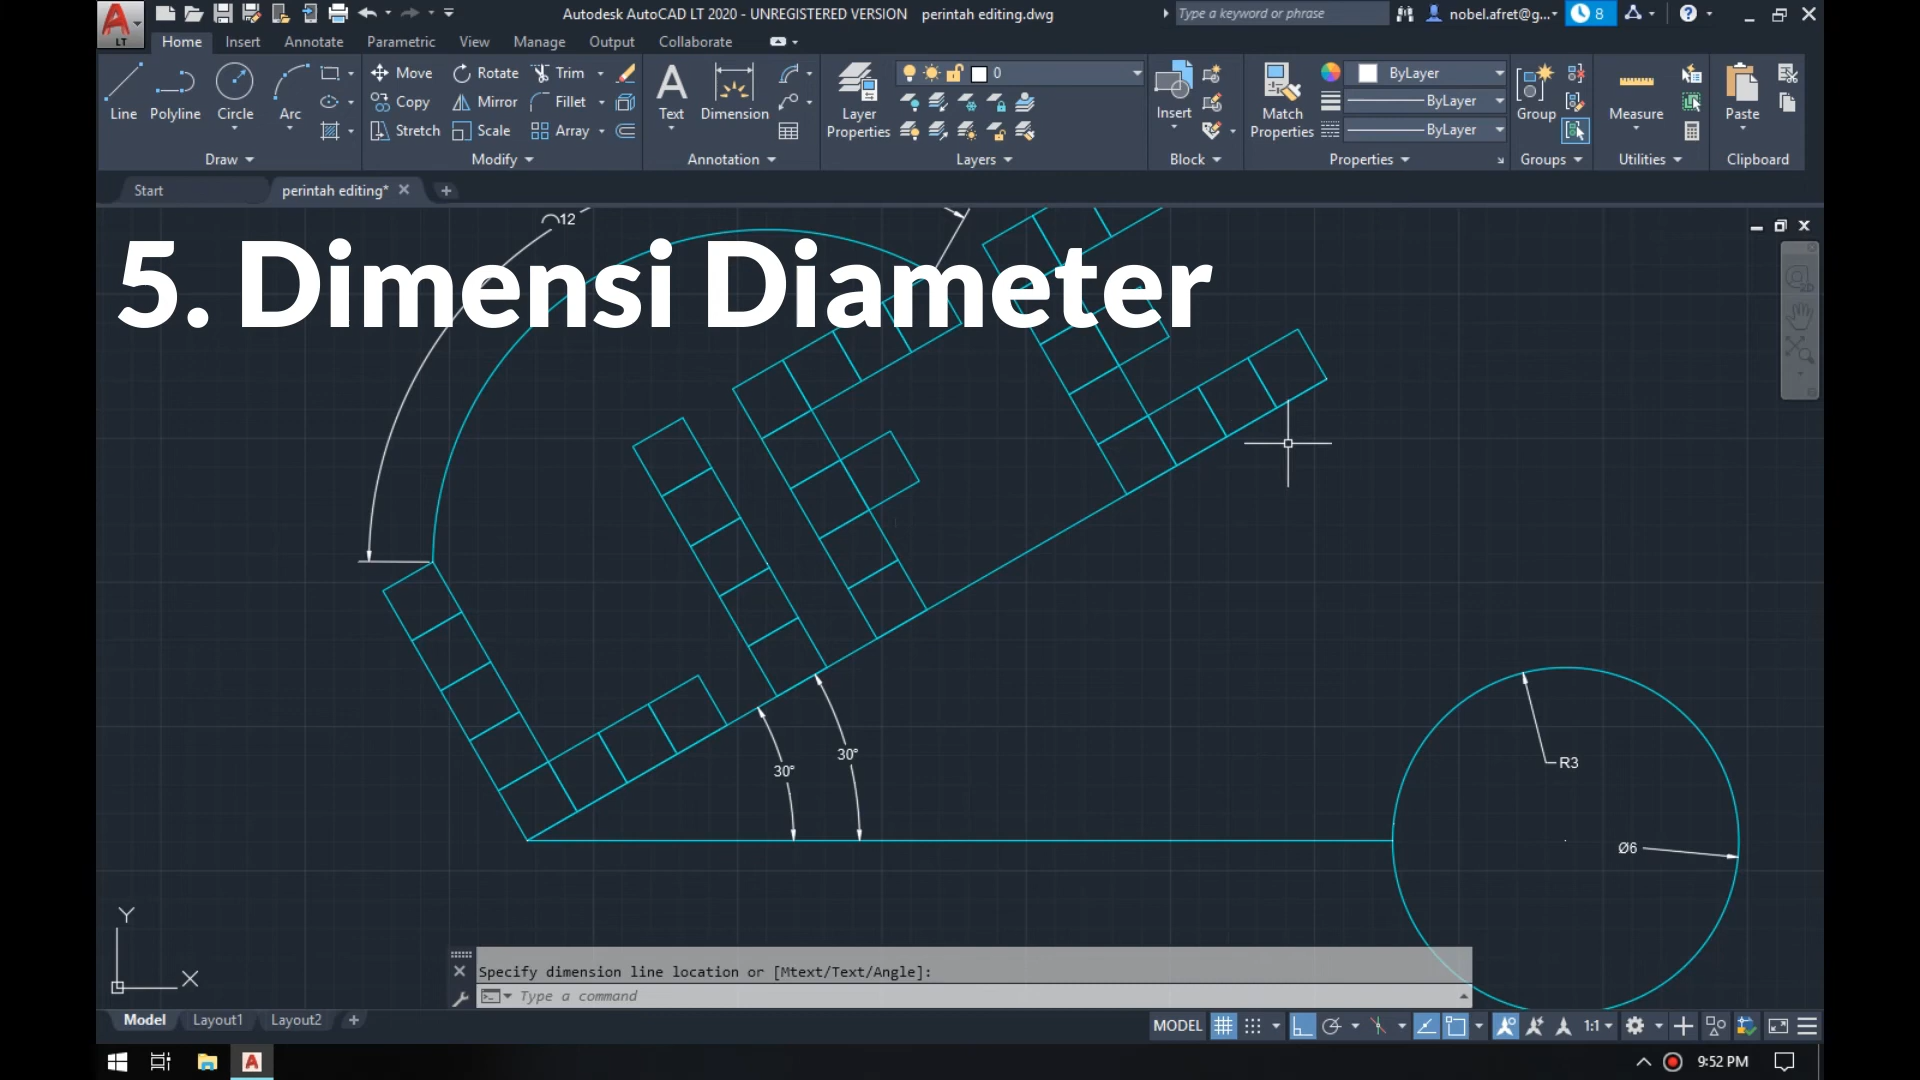 Autodesk AutoCAD LT 2020 - UNREGISTERED VERSION perintah editing.dwg
Type a keyword or phrase
nobel.afret@g...
8
LT
Home Insert Annotate Parametric View Manage Output Collaborate
Line Polyline Circle Arc
Move Rotate Trim
Copy Mirror Fillet
Stretch Scale Array
Text Dimension
Layer Properties
0
Insert
Match Properties
ByLayer
ByLayer
ByLayer
Group
Measure
Paste
Draw Modify Annotation Layers Block Properties Groups Utilities Clipboard
Start perintah editing*
12
5. Dimensi Diameter
30°
30°
R3
Ø6
Y
X
Specify dimension line location or [Mtext/Text/Angle]:
Type a command
Model Layout1 Layout2
MODEL
1:1
A
9:52 PM